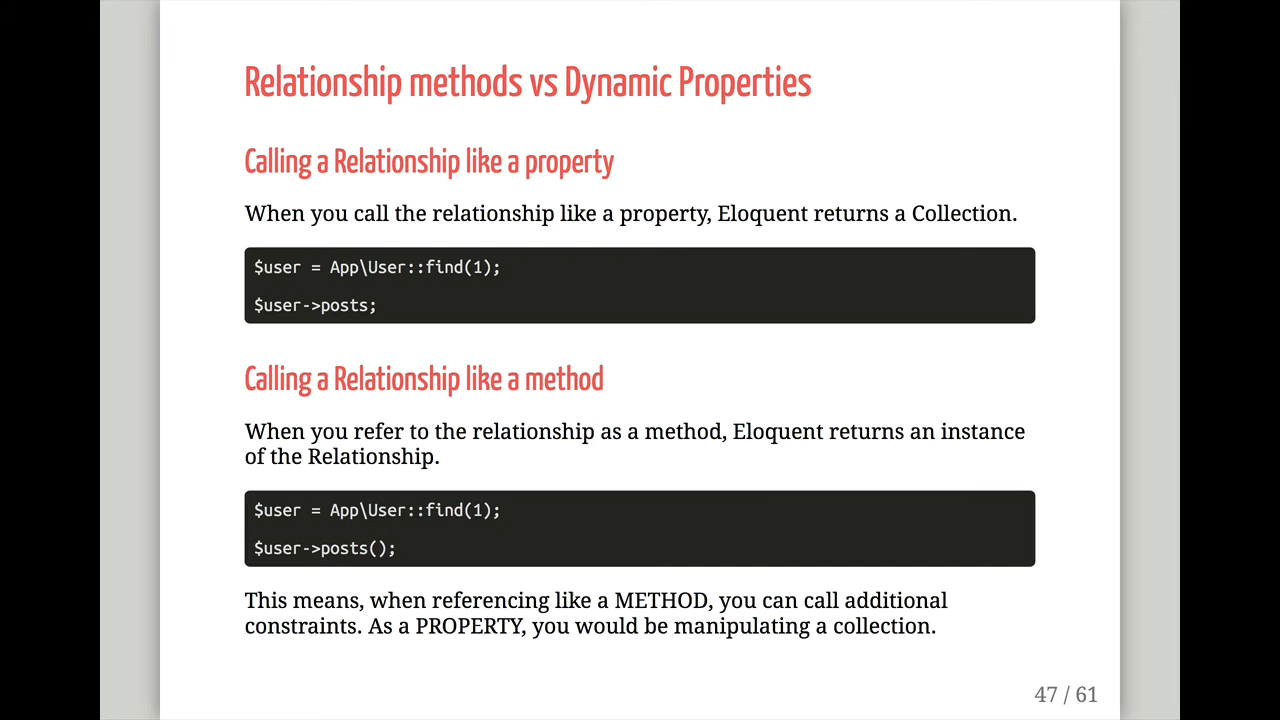 Relationship methods vs Dynamic Properties
Calling a Relationship like a property
When you call the relationship like a property, Eloquent returns a Collection.
$user = App\User::find(1);
$user->posts;
Calling a Relationship like a method
When you refer to the relationship as a method, Eloquent returns an instance
of the Relationship.
$user = App\User::find(1);
$user->posts();
This means, when referencing like a METHOD, you can call additional
constraints. As a PROPERTY, you would be manipulating a collection.
47 / 61